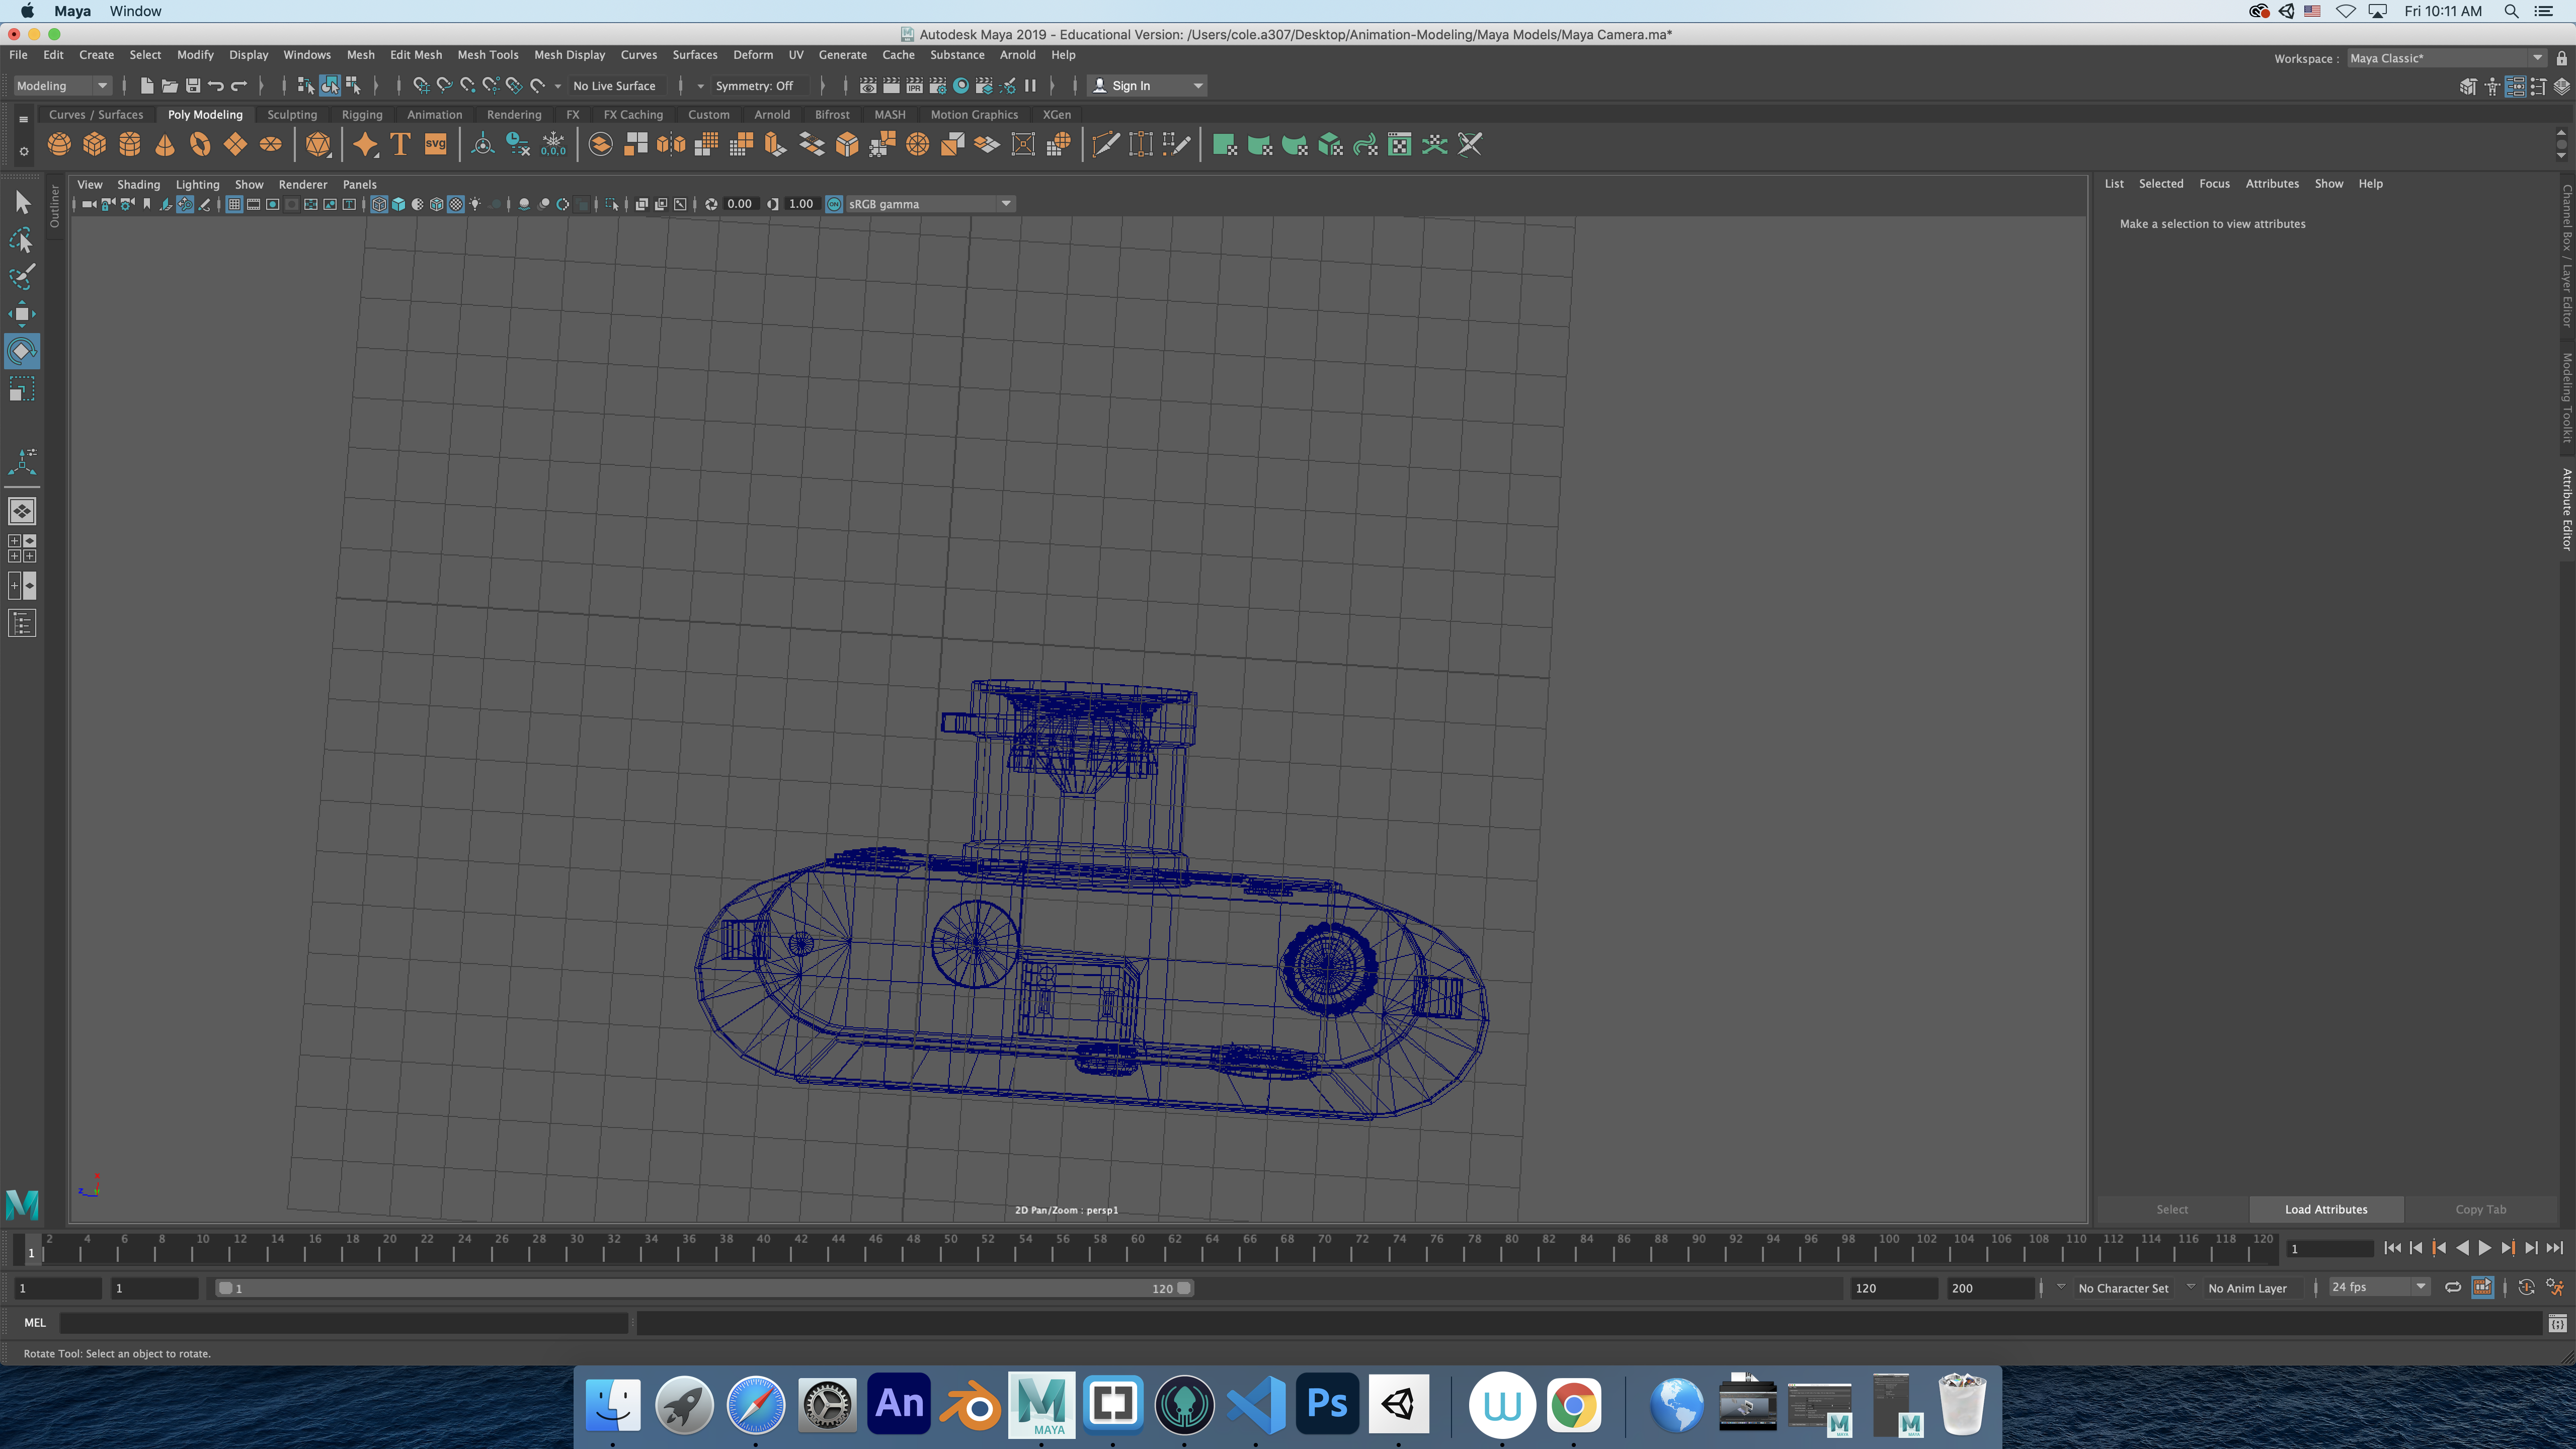 Maya Window Fri 10:11 AM
Autodesk Maya 2019 - Educational Version: /Users/cole.a307/Desktop/Animation-Modeling/Maya Models/Maya Camera.ma*
File Edit Create Select Modify Display Windows Mesh Edit Mesh Mesh Tools Mesh Display Curves Surfaces Deform UV Generate Cache Substance Arnold Help
Workspace : Maya Classic*
Modeling No Live Surface Symmetry: Off IPR Sign In
Curves / Surfaces Poly Modeling Sculpting Rigging Animation Rendering FX FX Caching Custom Arnold Bifrost MASH Motion Graphics XGen
T svg 0,0,0
View Shading Lighting Show Renderer Panels
0.00 1.00 ON sRGB gamma
Outliner
List Selected Focus Attributes Show Help
Make a selection to view attributes
Channel Box / Layer Editor
Modeling Toolkit
Attribute Editor
2D Pan/Zoom : persp1
Select Load Attributes Copy Tab
2 4 6 8 10 12 14 16 18 20 22 24 26 28 30 32 34 36 38 40 42 44 46 48 50 52 54 56 58 60 62 64 66 68 70 72 74 76 78 80 82 84 86 88 90 92 94 96 98 100 102 104 106 108 110 112 114 116 118 120
1 1
1 1 1 120 120 200 No Character Set No Anim Layer 24 fps
MEL
Rotate Tool: Select an object to rotate.
An MAYA Ps W